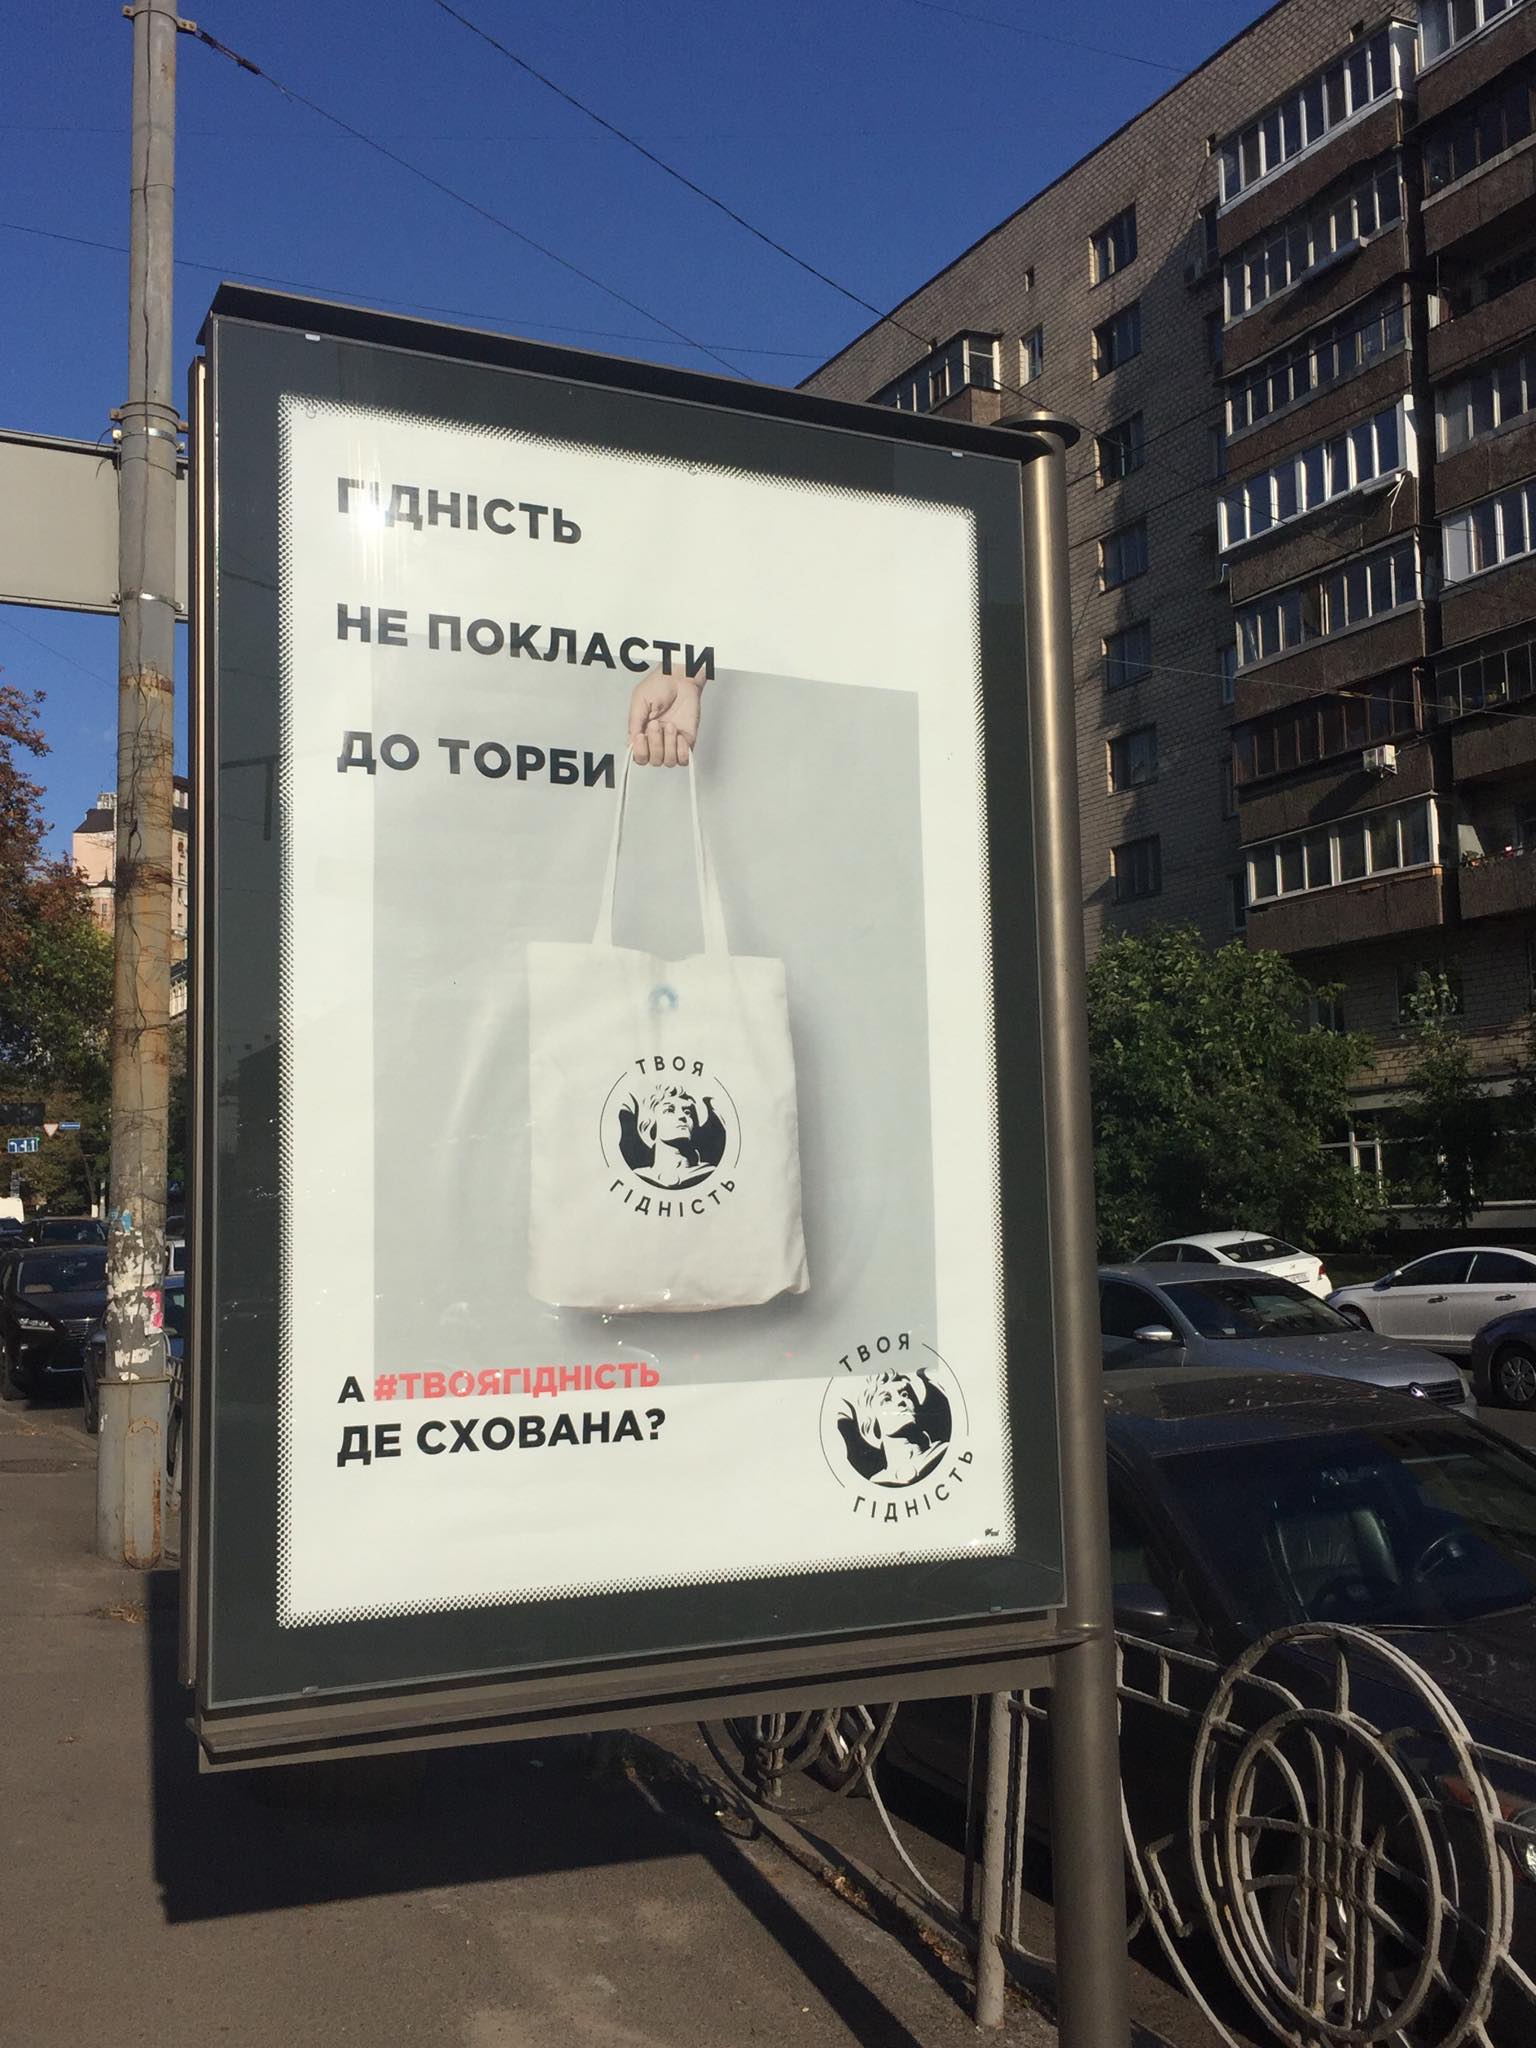 ГІДНІСТЬ
НЕ ПОКЛАСТИ
ДО ТОРБИ
ТВОЯ
ГІДНІСТЬ
А #ТВОЯГІДНІСТЬ
ДЕ СХОВАНА?
ТВОЯ
ГІДНІСТЬ